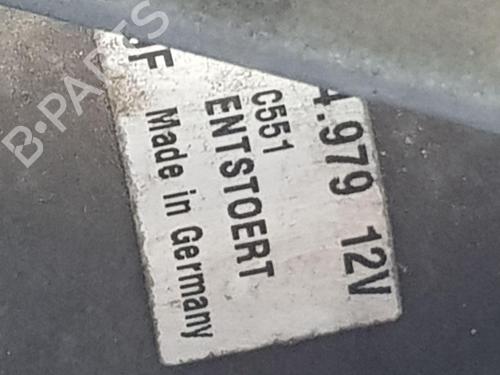 4.979 12V
C551
ENTSTOERT
.F Made in Germany
B-PARTS